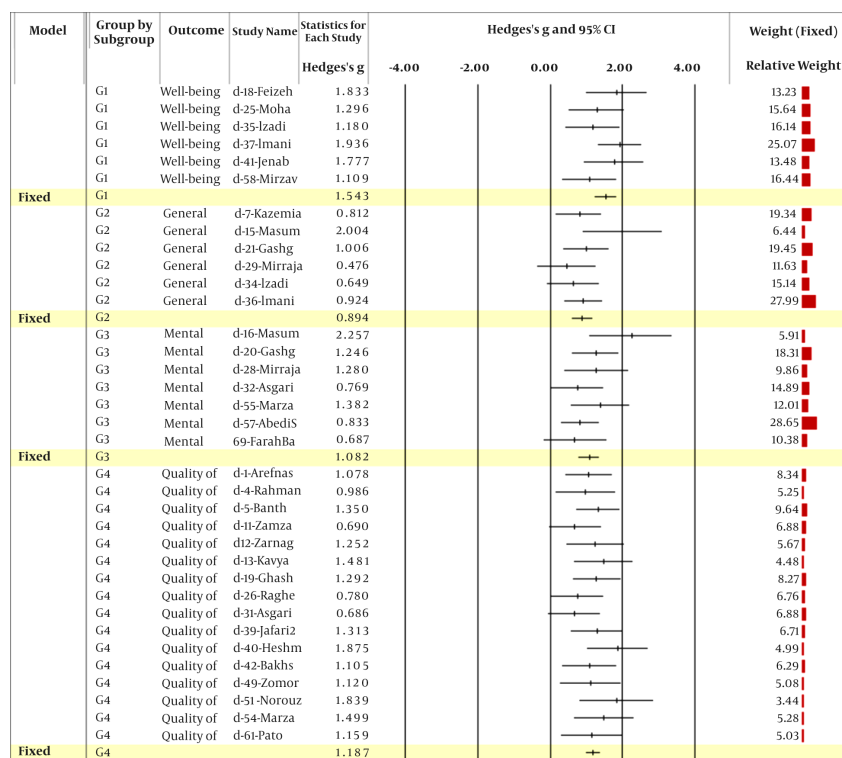 Model Group by Subgroup Outcome Study Name Statistics for Each Study Hedges's g and 95% CI Weight (Fixed)
Hedges's g -4.00 -2.00 0.00 2.00 4.00 Relative Weight
G1 Well-being d-18-Feizeh 1.833 13.23
G1 Well-being d-25-Moha 1.296 15.64
G1 Well-being d-35-Izadi 1.180 16.14
G1 Well-being d-37-Imani 1.936 25.07
G1 Well-being d-41-Jenab 1.777 13.48
G1 Well-being d-58-Mirzav 1.109 16.44
Fixed G1 1.543
G2 General d-7-Kazemia 0.812 19.34
G2 General d-15-Masum 2.004 6.44
G2 General d-21-Gashg 1.006 19.45
G2 General d-29-Mirraja 0.476 11.63
G2 General d-34-Izadi 0.649 15.14
G2 General d-36-Imani 0.924 27.99
Fixed G2 0.894
G3 Mental d-16-Masum 2.257 5.91
G3 Mental d-20-Gashg 1.246 18.31
G3 Mental d-28-Mirraja 1.280 9.86
G3 Mental d-32-Asgari 0.769 14.89
G3 Mental d-55-Marza 1.382 12.01
G3 Mental d-57-AbediS 0.833 28.65
G3 Mental 69-FarahBa 0.687 10.38
Fixed G3 1.082
G4 Quality of d-1-Arefnas 1.078 8.34
G4 Quality of d-4-Rahman 0.986 5.25
G4 Quality of d-5-Banth 1.350 9.64
G4 Quality of d-11-Zamza 0.690 6.88
G4 Quality of d12-Zarnag 1.252 5.67
G4 Quality of d-13-Kavya 1.481 4.48
G4 Quality of d-19-Ghash 1.292 8.27
G4 Quality of d-26-Raghe 0.780 6.76
G4 Quality of d-31-Asgari 0.686 6.88
G4 Quality of d-39-Jafari2 1.313 6.71
G4 Quality of d-40-Heshm 1.875 4.99
G4 Quality of d-42-Bakhs 1.105 6.29
G4 Quality of d-49-Zomor 1.120 5.08
G4 Quality of d-51-Norouz 1.839 3.44
G4 Quality of d-54-Marza 1.499 5.28
G4 Quality of d-61-Pato 1.159 5.03
Fixed G4 1.187